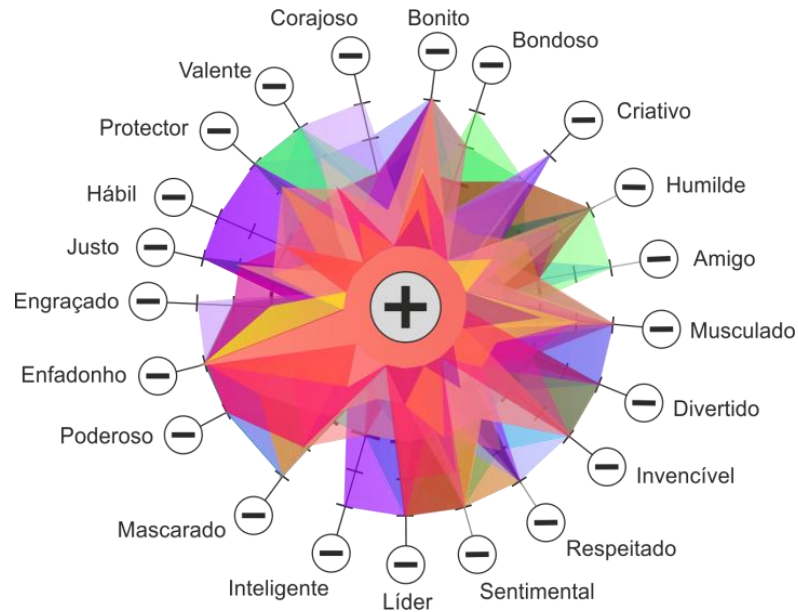 Corajoso
Bonito
Bondoso
Valente
Criativo
Protector
Humilde
Hábil
Justo
Amigo
Engraçado
Musculado
Enfadonho
Divertido
Poderoso
Invencível
Mascarado
Respeitado
Inteligente
Sentimental
Líder
+